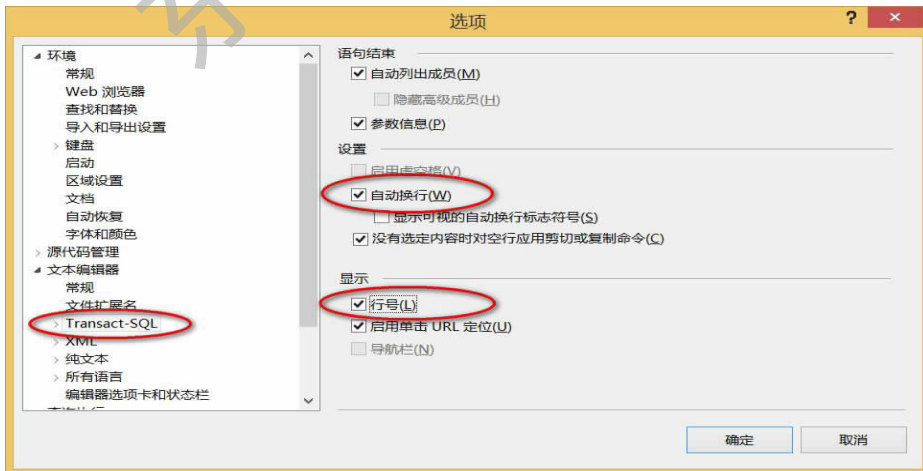 选项
? ×
环境
常规
Web 浏览器
查找和替换
导入和导出设置
键盘
启动
区域设置
文档
自动恢复
字体和颜色
源代码管理
文本编辑器
常规
文件扩展名
Transact-SQL
XML
纯文本
所有语言
编辑器选项卡和状态栏
语句结束
自动列出成员(M)
隐藏高级成员(H)
参数信息(P)
设置
启用虚空格(V)
自动换行(W)
显示可视的自动换行标志符号(S)
没有选定内容时对空行应用剪切或复制命令(C)
显示
行号(L)
启用单击 URL 定位(U)
导航栏(N)
确定
取消